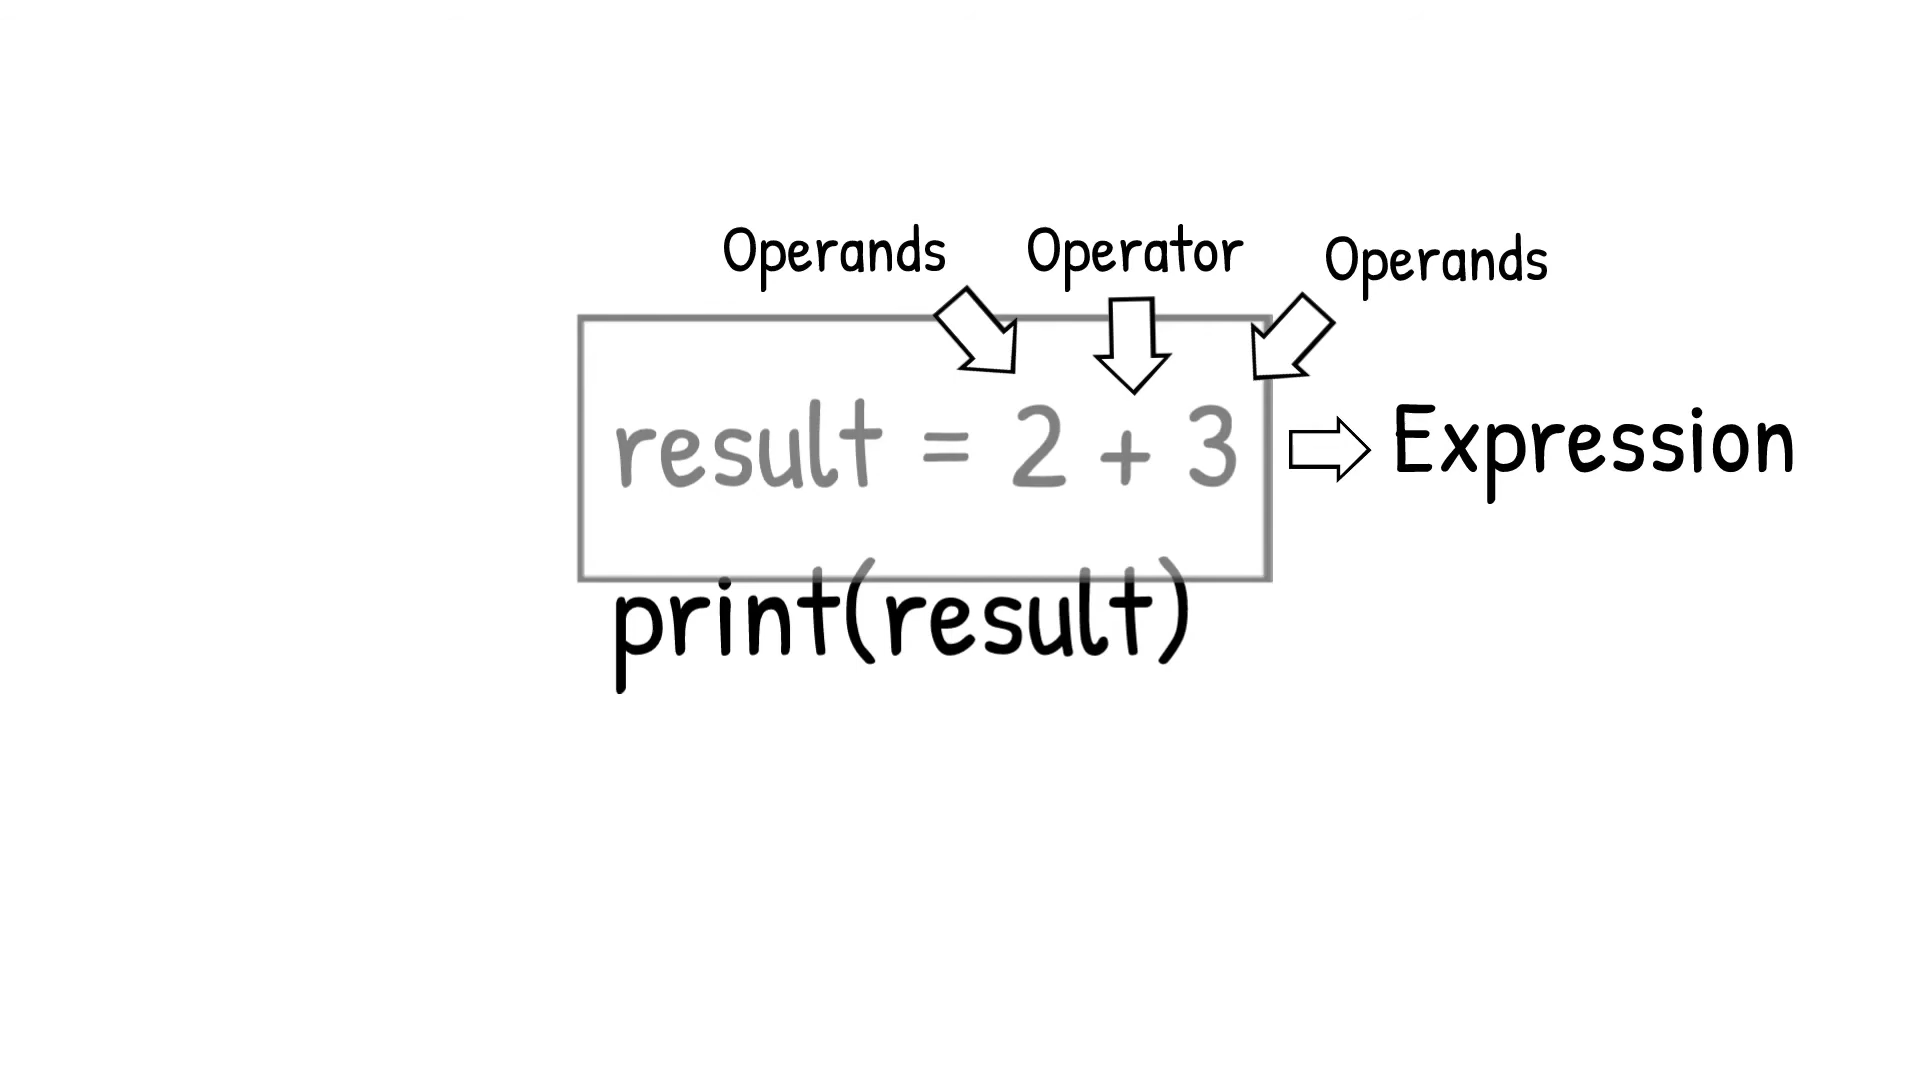 Operands Operator Operands
result = 2 + 3
Expression
print(result)